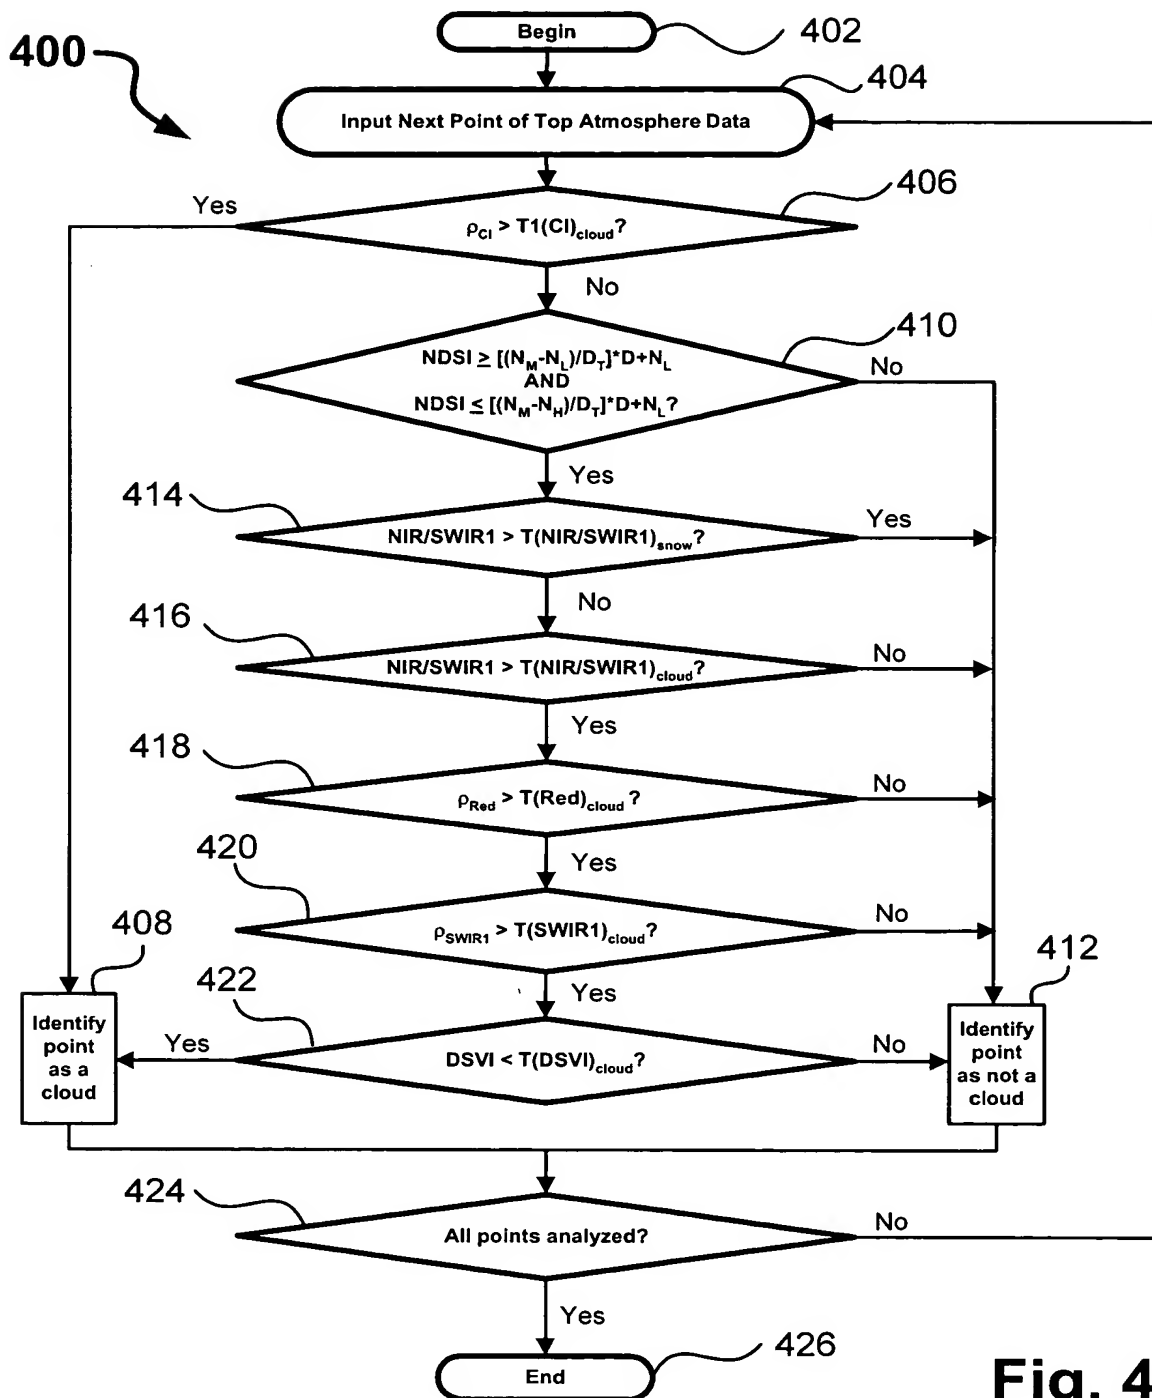 400
Begin
402
404
Input Next Point of Top Atmosphere Data
406
Yes
ρCI > T1(CI)cloud?
No
410
NDSI ≥ [(NM-NL)/DT]*D+NL
AND
NDSI ≤ [(NM-NH)/DT]*D+NL?
No
Yes
414
NIR/SWIR1 > T(NIR/SWIR1)snow?
Yes
No
416
NIR/SWIR1 > T(NIR/SWIR1)cloud?
No
Yes
418
ρRed > T(Red)cloud?
No
Yes
420
ρSWIR1 > T(SWIR1)cloud?
No
Yes
408
Identify
point
as a
cloud
422
Yes
DSVI < T(DSVI)cloud?
No
412
Identify
point
as not a
cloud
424
All points analyzed?
No
Yes
End
426
Fig. 4